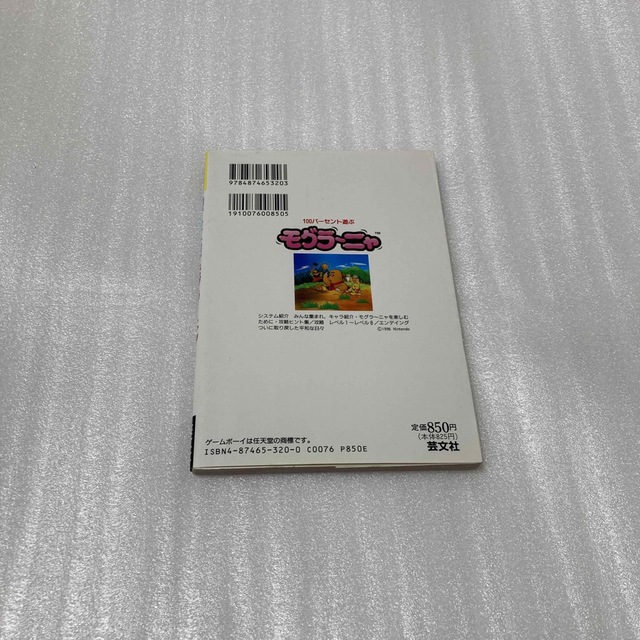 9784874653203
1910076008505
100パーセント遊ぶ
モグラ〜ニャ™
システム紹介 みんな集まれ、キャラ紹介・モグラ〜ニャを楽しむ
ために・攻略ヒント集／攻略 レベル1〜レベル8／エンディング
ついに取り戻した平和な日々
©1996 Nintendo
定価850円
(本体825円)
芸文社
ゲームボーイは任天堂の商標です。
ISBN4-87465-320-0 C0076 P850E